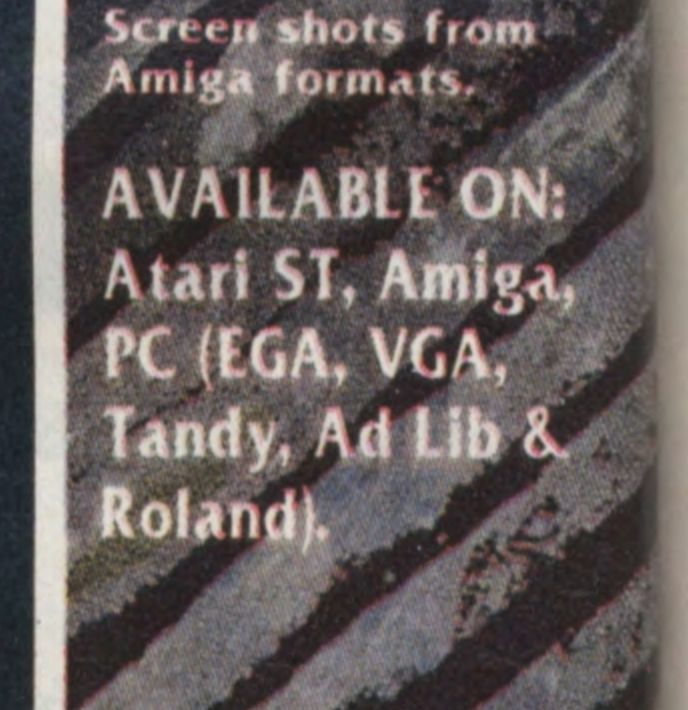 Screen shots from
Amiga formats.
AVAILABLE ON:
Atari ST, Amiga,
PC (EGA, VGA,
Tandy, Ad Lib &
Roland).